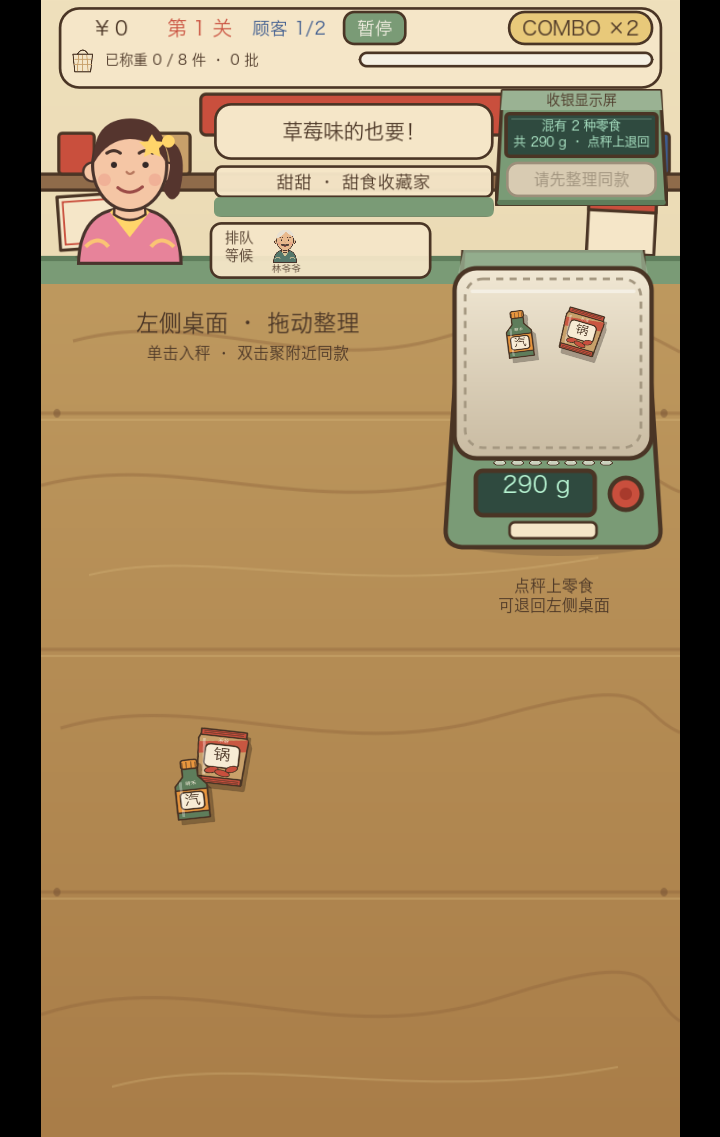 ¥0 第1关 顾客 1/2 暂停 COMBO ×2
已称重 0/8 件 · 0 批
收银显示屏
混有 2 种零食
共 290 g · 点秤上退回
请先整理同款
草莓味的也要!
甜甜 · 甜食收藏家
排队
等候
林爷爷
左侧桌面 · 拖动整理
单击入秤 · 双击聚附近同款
汽
锅
290 g
点秤上零食
可退回左侧桌面
锅
汽